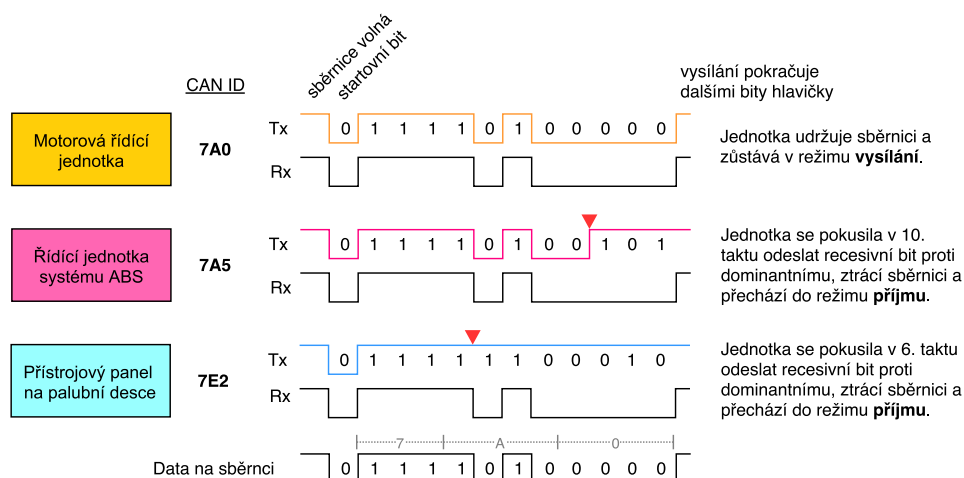 sběrnice volná
startovní bit
CAN ID
vysílání pokračuje
dalšími bity hlavičky
Motorová řídící
jednotka
7A0
Tx
0 1 1 1 1 0 1 0 0 0 0 0
Rx
Jednotka udržuje sběrnici a
zůstává v režimu vysílání.
Řídící jednotka
systému ABS
7A5
Tx
0 1 1 1 1 0 1 0 0 1 0 1
Rx
Jednotka se pokusila v 10.
taktu odeslat recesivní bit proti
dominantnímu, ztrácí sběrnici a
přechází do režimu příjmu.
Přístrojový panel
na palubní desce
7E2
Tx
0 1 1 1 1 1 1 0 0 0 1 0
Rx
Jednotka se pokusila v 6. taktu
odeslat recesivní bit proti
dominantnímu, ztrácí sběrnici a
přechází do režimu příjmu.
7 A 0
Data na sběrnci
0 1 1 1 1 0 1 0 0 0 0 0